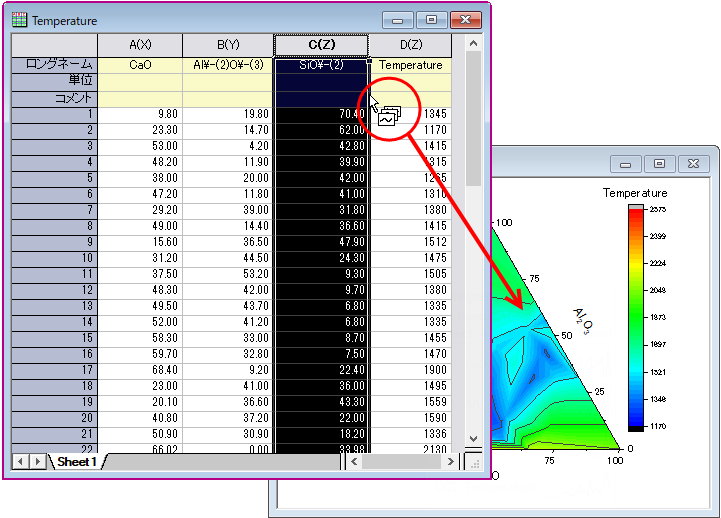 Temperature
A(X) B(Y) C(Z) D(Z)
ロングネーム CaO Al¥-(2)O¥-(3) SiO¥-(2) Temperature
単位
コメント
1 9.80 19.80 70.40 1345
2 23.30 14.70 62.00 1170
3 53.00 4.20 42.80 1415
4 48.20 11.90 39.90 1315
5 38.00 20.00 42.00 1265
6 47.20 11.80 41.00 1310
7 29.20 39.00 31.80 1380
8 49.00 14.40 36.60 1415
9 15.60 36.50 47.90 1512
10 31.20 44.50 24.30 1475
11 37.50 53.20 9.30 1505
12 48.30 42.00 9.70 1380
13 49.50 43.70 6.80 1335
14 52.00 41.20 6.80 1335
15 58.30 33.00 8.70 1455
16 59.70 32.80 7.50 1470
17 68.40 9.20 22.40 1900
18 23.00 41.00 36.00 1495
19 20.10 36.60 43.30 1559
20 40.80 37.20 22.00 1590
21 50.90 30.90 18.20 1336
22 66.02 0.00 33.98 2130
Sheet1
Temperature
2573
2399
2224
2048
1873
1697
1521
1346
1170
100
75
50
25
0
Al2O3
75 100
O